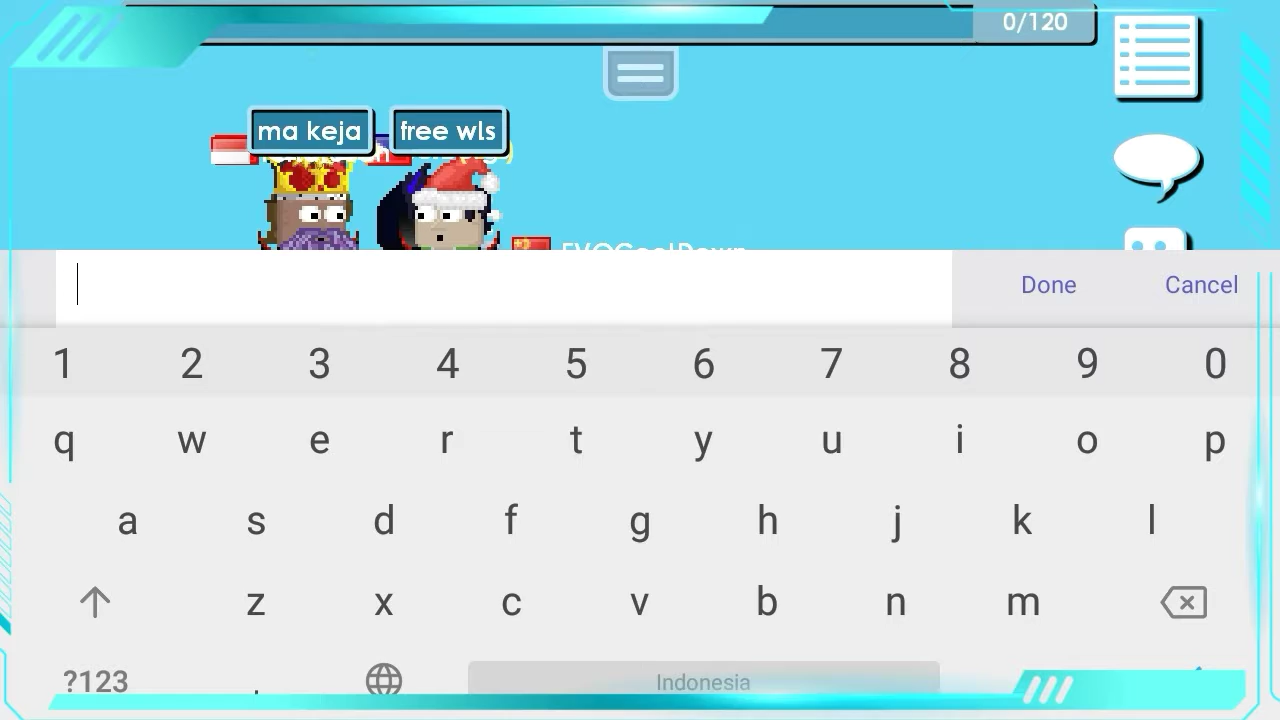 0/120
ma keja
free wls
EVOGeolDown
Done
Cancel
1 2 3 4 5 6 7 8 9 0
q w e r t y u i o p
a s d f g h j k l
z x c v b n m
?123 , Indonesia